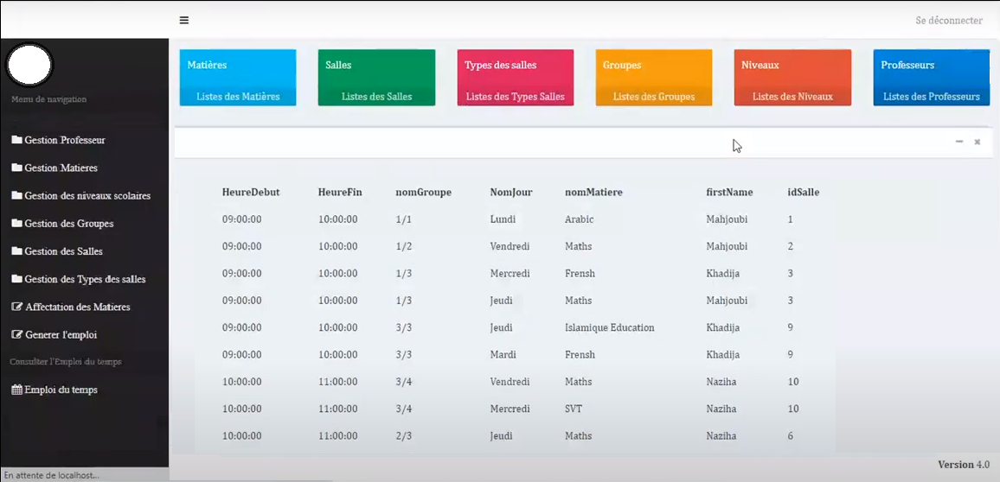 Se déconnecter
Menu de navigation
Gestion Professeur
Gestion Matieres
Gestion des niveaux scolaires
Gestion des Groupes
Gestion des Salles
Gestion des Types des salles
Affectation des Matieres
Generer l'emploi
Consulter l'Emploi du temps
Emploi du temps
Matières
Listes des Matières
Salles
Listes des Salles
Types des salles
Listes des Types Salles
Groupes
Listes des Groupes
Niveaux
Listes des Niveaux
Professeurs
Listes des Professeurs
HeureDebut HeureFin nomGroupe NomJour nomMatiere firstName idSalle
09:00:00 10:00:00 1/1 Lundi Arabic Mahjoubi 1
09:00:00 10:00:00 1/2 Vendredi Maths Mahjoubi 2
09:00:00 10:00:00 1/3 Mercredi Frensh Khadija 3
09:00:00 10:00:00 1/3 Jeudi Maths Mahjoubi 3
09:00:00 10:00:00 3/3 Jeudi Islamique Education Khadija 9
09:00:00 10:00:00 3/3 Mardi Frensh Khadija 9
10:00:00 11:00:00 3/4 Vendredi Maths Naziha 10
10:00:00 11:00:00 3/4 Mercredi SVT Naziha 10
10:00:00 11:00:00 2/3 Jeudi Maths Naziha 6
Version 4.0
En attente de localhost...